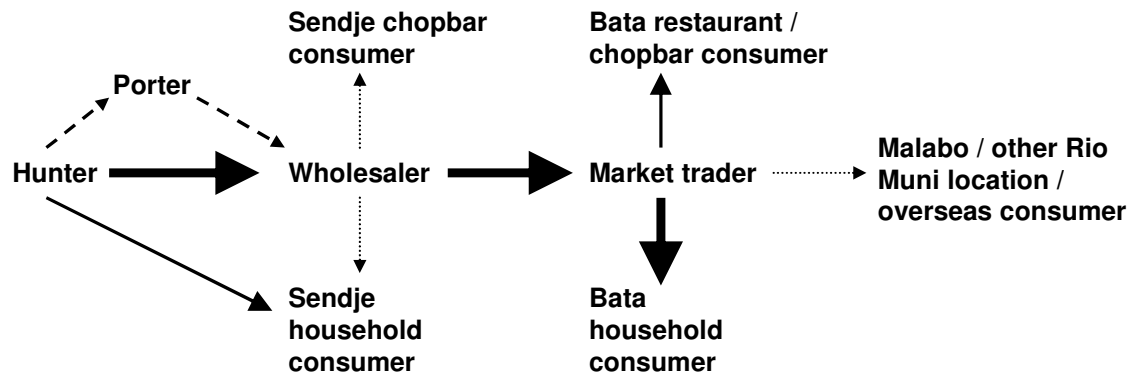 Sendje chopbar
consumer
Bata restaurant /
chopbar consumer
Porter
Hunter
Wholesaler
Market trader
Malabo / other Rio
Muni location /
overseas consumer
Sendje
household
consumer
Bata
household
consumer